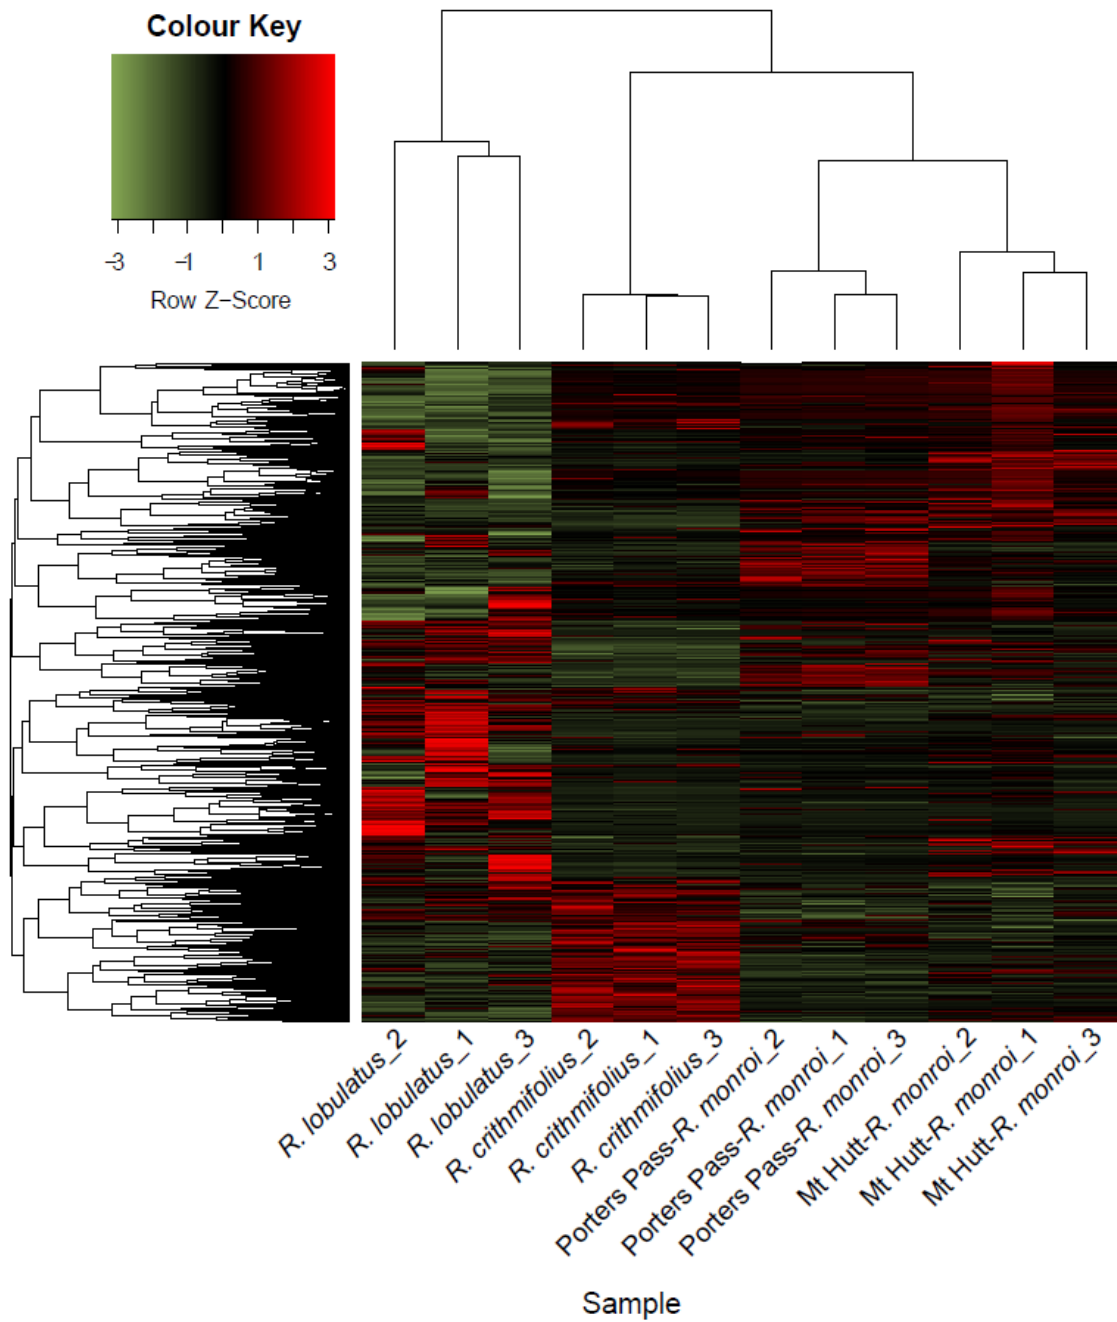 Colour Key
−3 −1 1 3
Row Z−Score
R. lobulatus_2
R. lobulatus_1
R. lobulatus_3
R. crithmifolius_2
R. crithmifolius_1
R. crithmifolius_3
Porters Pass-R. monroi_2
Porters Pass-R. monroi_1
Porters Pass-R. monroi_3
Mt Hutt-R. monroi_2
Mt Hutt-R. monroi_1
Mt Hutt-R. monroi_3
Sample